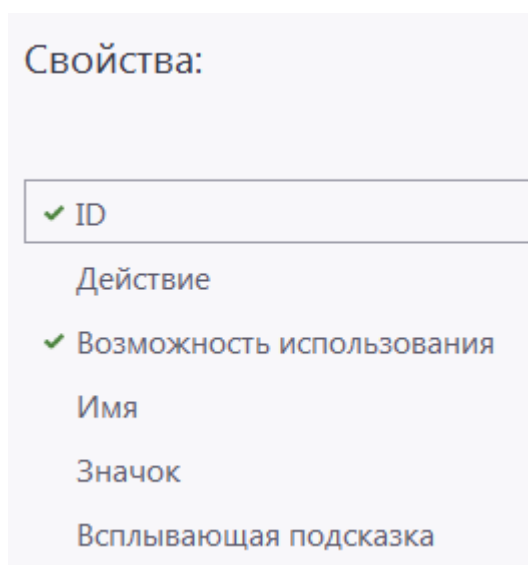 Свойства:
ID
Действие
Возможность использования
Имя
Значок
Всплывающая подсказка